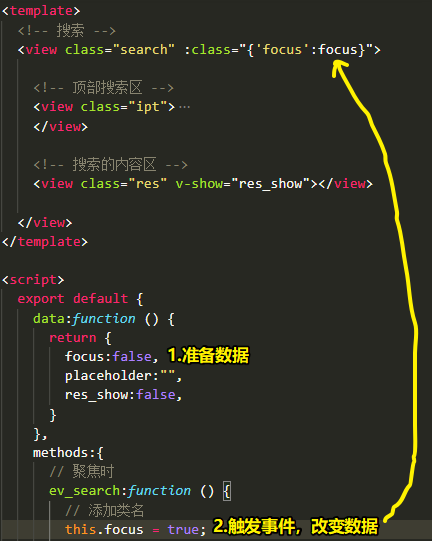 <template>
<!-- 搜索 -->
<view class="search" :class="{'focus':focus}">
<!-- 顶部搜索区 -->
<view class="ipt">…
</view>
<!-- 搜索的内容区 -->
<view class="res" v-show="res_show"></view>
</view>
</template>
<script>
export default {
data:function () {
return {
focus:false, 1.准备数据
placeholder:"",
res_show:false,
}
},
methods:{
// 聚焦时
ev_search:function () {
// 添加类名
this.focus = true; 2.触发事件，改变数据